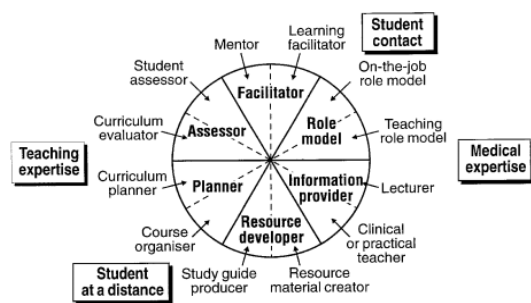 Student
contact
Mentor
Learning
facilitator
Student
assessor
On-the-job
role model
Facilitator
Curriculum
evaluator
Assessor
Role
model
Teaching
role model
Teaching
expertise
Medical
expertise
Curriculum
planner
Planner
Information
provider
Lecturer
Course
organiser
Resource
developer
Clinical
or practical
teacher
Student
at a distance
Study guide
producer
Resource
material creator